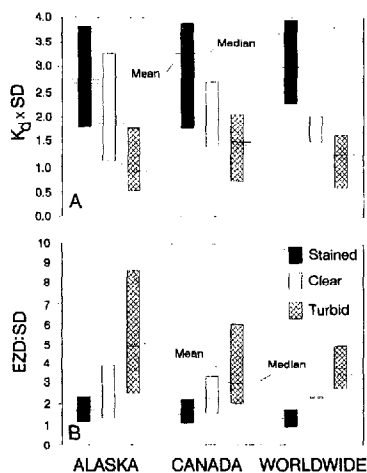 4.0
3.5
3.0
2.5
2.0
1.5
1.0
0.5
0.0
Kd x SD
Mean
Median
A
10
9
8
7
6
5
4
3
2
1
0
EZD:SD
Stained
Clear
Turbid
Mean
Median
B
ALASKA CANADA WORLDWIDE